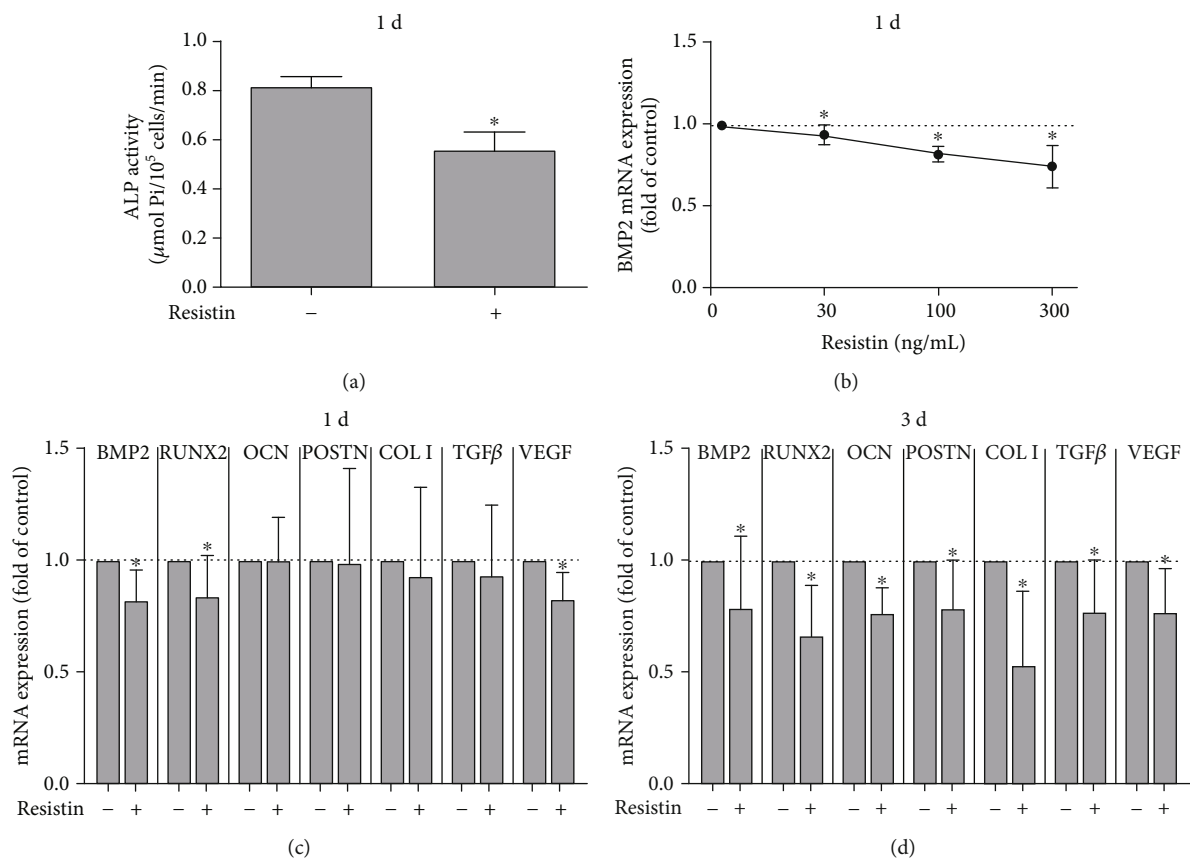 1 d
ALP activity
(μmol Pi/10⁵ cells/min)
1.0
0.8
0.6
0.4
0.2
0.0
*
Resistin − +
(a)
1 d
BMP2 mRNA expression
(fold of control)
1.5
1.0
0.5
0.0
* * *
0 30 100 300
Resistin (ng/mL)
(b)
1 d
mRNA expression (fold of control)
1.5
1.0
0.5
0.0
BMP2 RUNX2 OCN POSTN COL I TGFβ VEGF
* * *
Resistin − + − + − + − + − + − + − +
(c)
3 d
mRNA expression (fold of control)
1.5
1.0
0.5
0.0
BMP2 RUNX2 OCN POSTN COL I TGFβ VEGF
* * * * * * *
Resistin − + − + − + − + − + − + − +
(d)